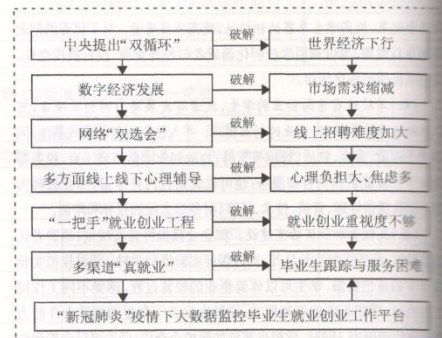 中央提出“双循环” 破解 世界经济下行
数字经济发展 破解 市场需求缩减
网络“双选会” 破解 线上招聘难度加大
多方面线上线下心理辅导 破解 心理负担大、焦虑多
“一把手”就业创业工程 破解 就业创业重视度不够
多渠道“真就业” 破解 毕业生跟踪与服务困难
“新冠肺炎”疫情下大数据监控毕业生就业创业工作平台